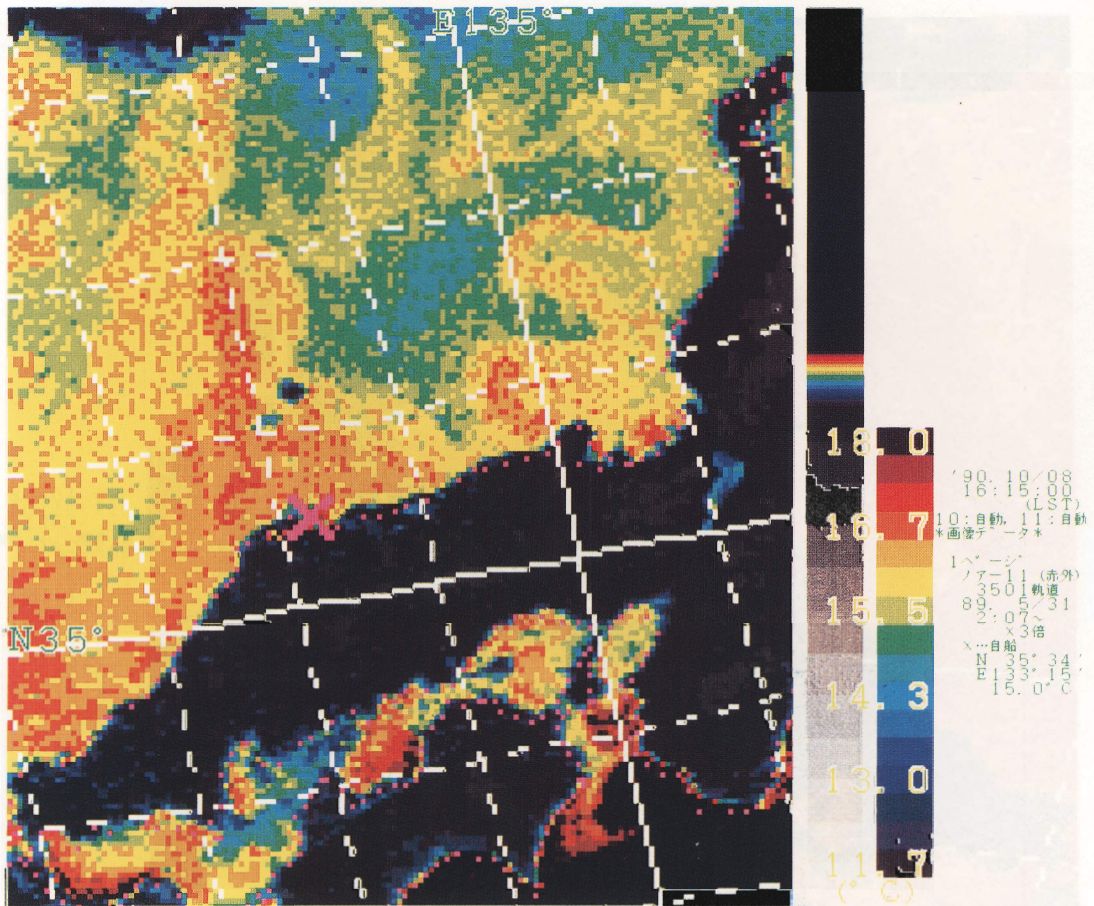 E135°
N35°
18.0
16.7
15.5
14.3
13.0
11.7
(°C)
'90.10/08
16:15:00
(LST)
10:自動, 11:自動
*画像データ*
1ページ
ノアー11 (赤外)
3501軌道
89. 5/31
2:07~
×3倍
×…自船
N 35°34'
E133°15'
15.0°C